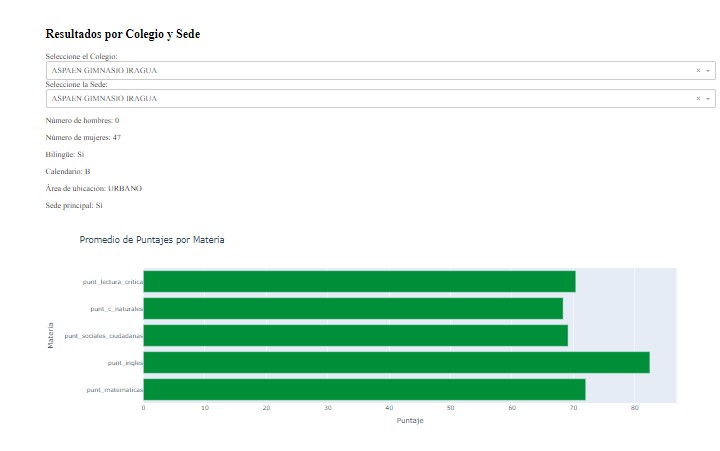 Resultados por Colegio y Sede
Seleccione el Colegio:
ASPAEN GIMNASIO IRAGUA
Seleccione la Sede:
ASPAEN GIMNASIO IRAGUA
Número de hombres: 0
Número de mujeres: 47
Bilingüe: Sí
Calendario: B
Área de ubicación: URBANO
Sede principal: Sí
Promedio de Puntajes por Materia
Materia
punt_lectura_critica
punt_c_naturales
punt_sociales_ciudadanas
punt_ingles
punt_matematicas
0 10 20 30 40 50 60 70 80
Puntaje